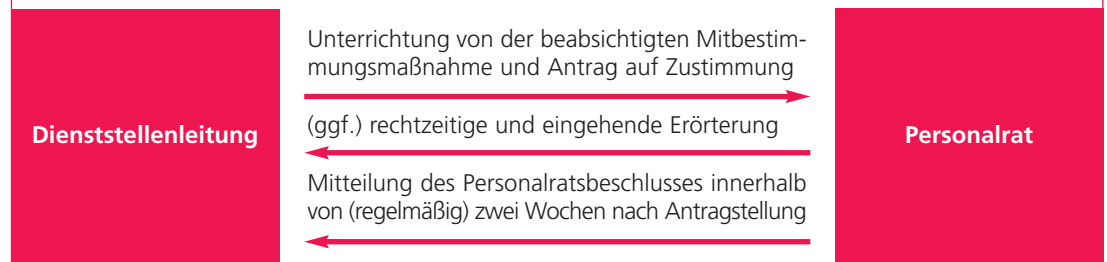 Unterrichtung von der beabsichtigten Mitbestim-
mungsmaßnahme und Antrag auf Zustimmung
Dienststellenleitung
(ggf.) rechtzeitige und eingehende Erörterung
Personalrat
Mitteilung des Personalratsbeschlusses innerhalb
von (regelmäßig) zwei Wochen nach Antragstellung